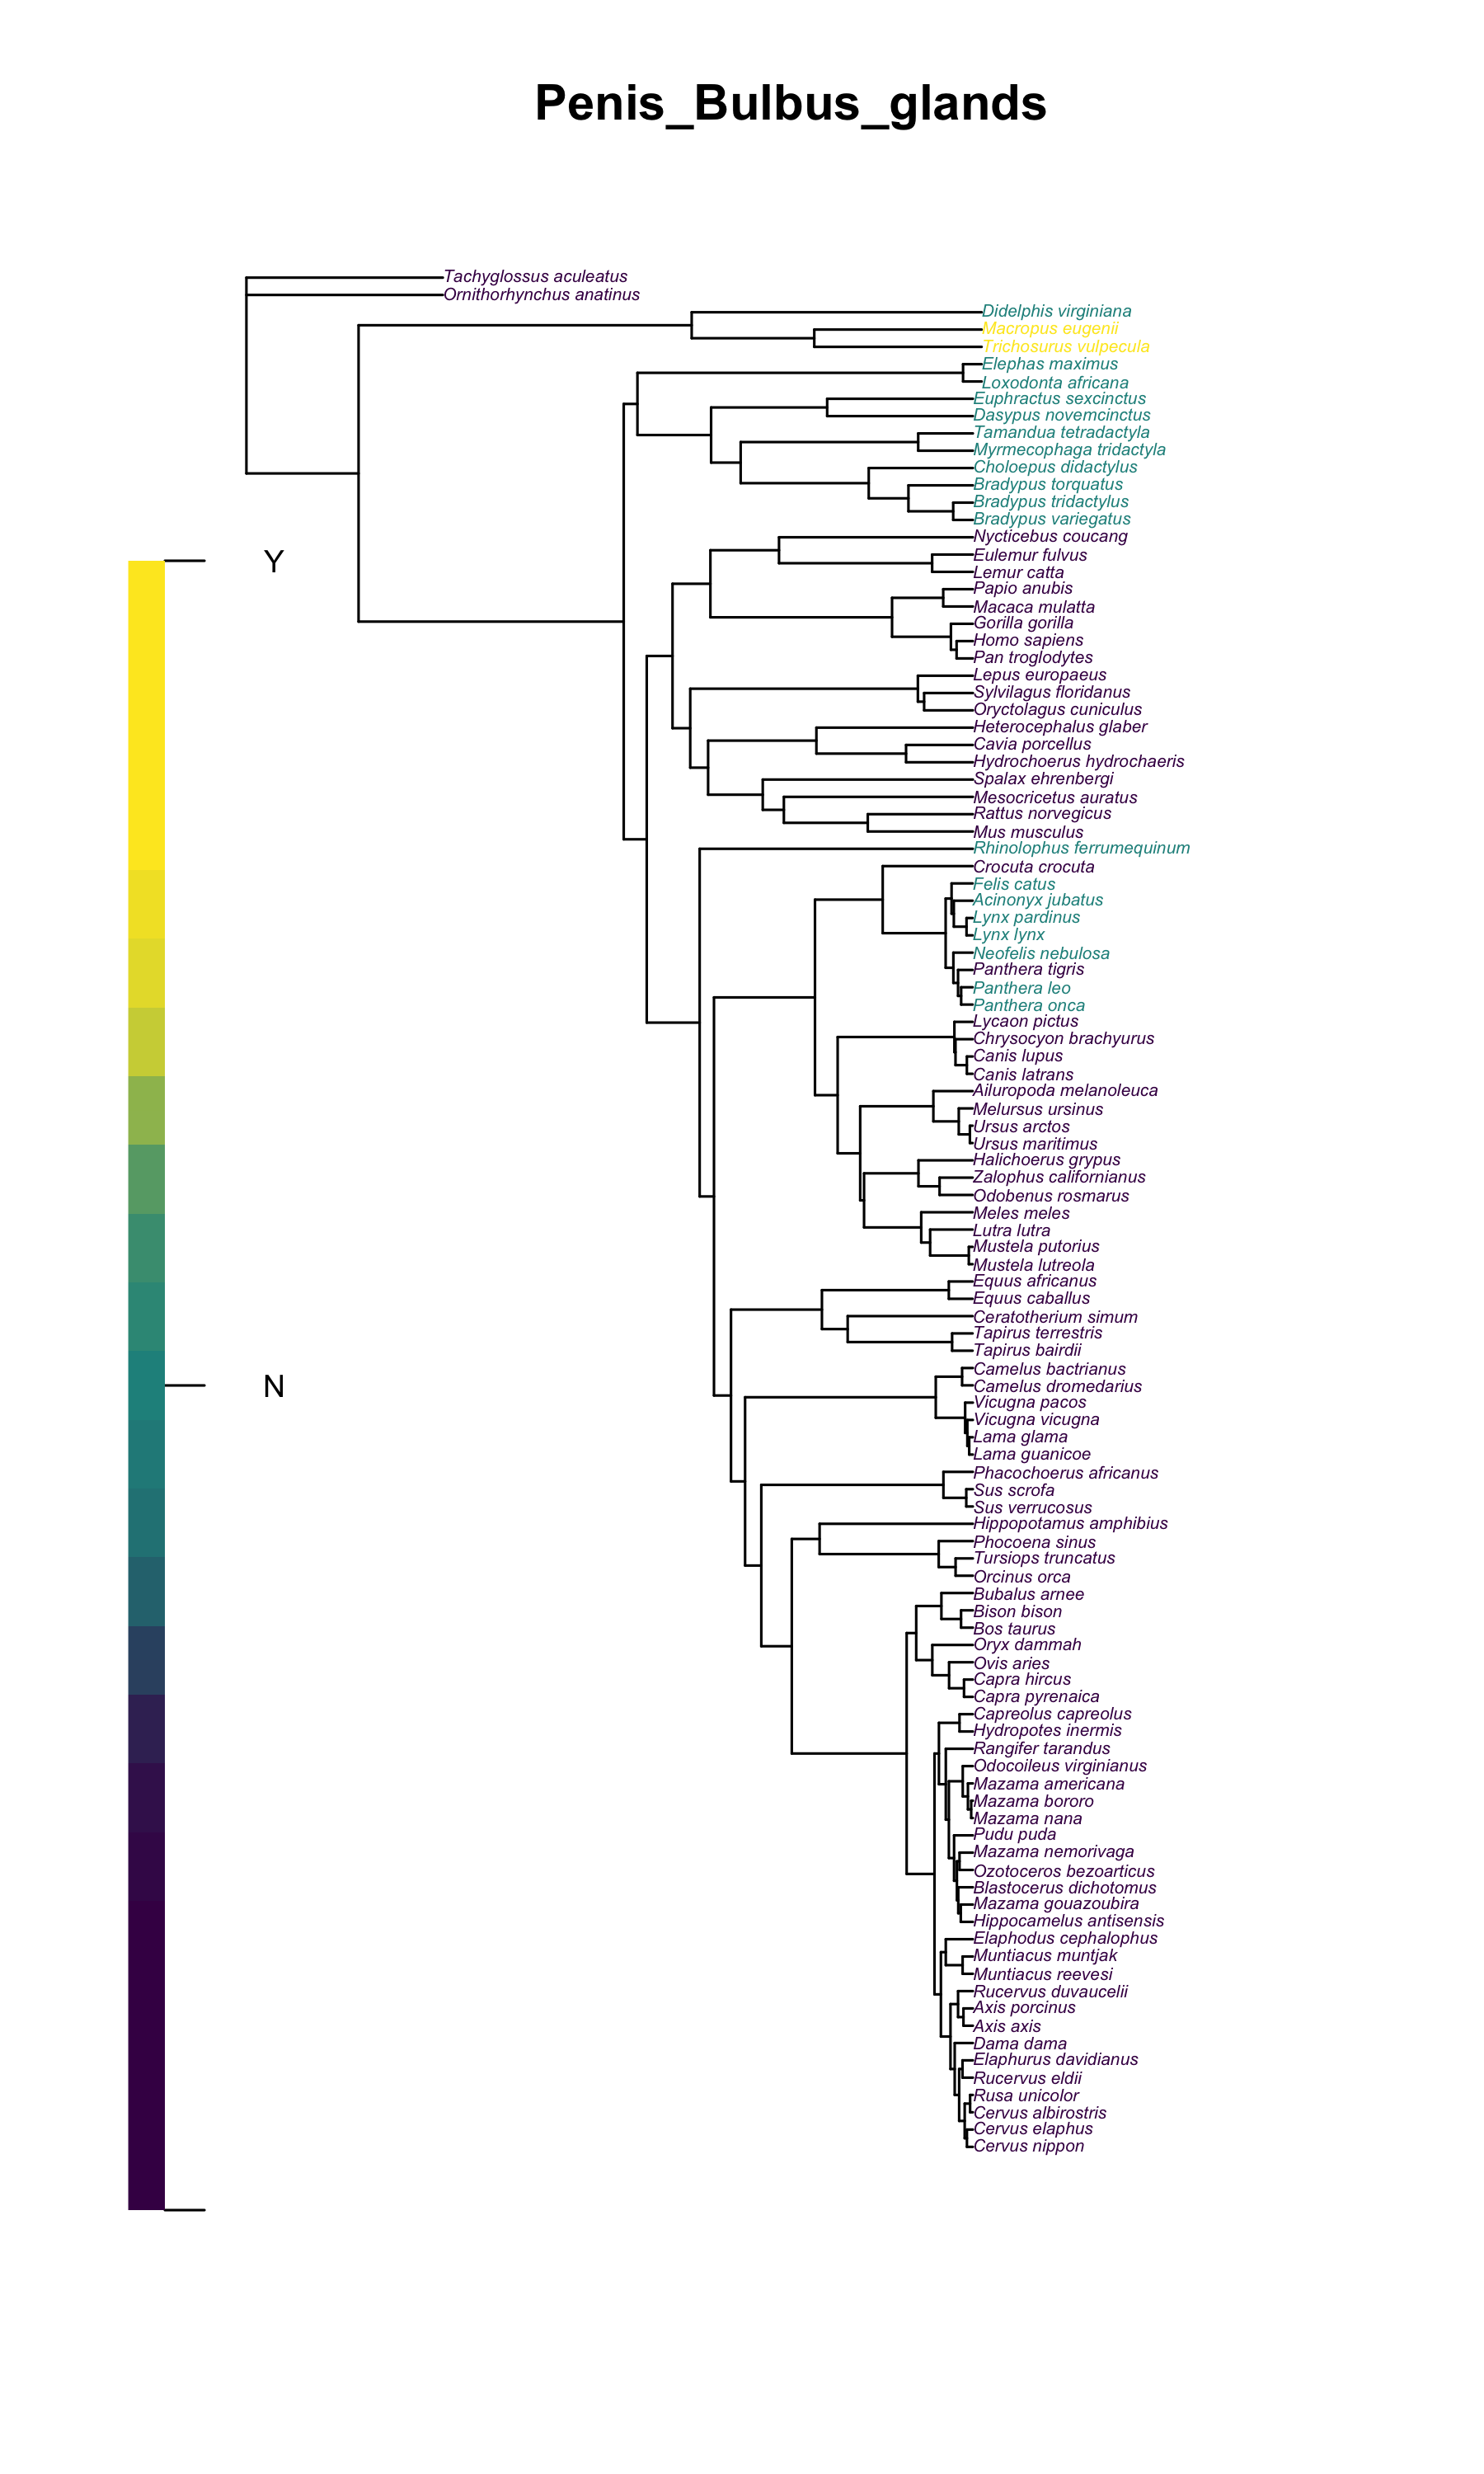 Penis_Bulbus_glands
Tachyglossus aculeatus
Ornithorhynchus anatinus
Didelphis virginiana
Macropus eugenii
Trichosurus vulpecula
Elephas maximus
Loxodonta africana
Euphractus sexcinctus
Dasypus novemcinctus
Tamandua tetradactyla
Myrmecophaga tridactyla
Choloepus didactylus
Bradypus torquatus
Bradypus tridactylus
Bradypus variegatus
Nycticebus coucang
Y
Eulemur fulvus
Lemur catta
Papio anubis
Macaca mulatta
Gorilla gorilla
Homo sapiens
Pan troglodytes
Lepus europaeus
Sylvilagus floridanus
Oryctolagus cuniculus
Heterocephalus glaber
Cavia porcellus
Hydrochoerus hydrochaeris
Spalax ehrenbergi
Mesocricetus auratus
Rattus norvegicus
Mus musculus
Rhinolophus ferrumequinum
Crocuta crocuta
Felis catus
Acinonyx jubatus
Lynx pardinus
Lynx lynx
Neofelis nebulosa
Panthera tigris
Panthera leo
Panthera onca
Lycaon pictus
Chrysocyon brachyurus
Canis lupus
Canis latrans
Ailuropoda melanoleuca
Melursus ursinus
Ursus arctos
Ursus maritimus
Halichoerus grypus
Zalophus californianus
Odobenus rosmarus
Meles meles
Lutra lutra
Mustela putorius
Mustela lutreola
Equus africanus
Equus caballus
Ceratotherium simum
Tapirus terrestris
Tapirus bairdii
Camelus bactrianus
N
Camelus dromedarius
Vicugna pacos
Vicugna vicugna
Lama glama
Lama guanicoe
Phacochoerus africanus
Sus scrofa
Sus verrucosus
Hippopotamus amphibius
Phocoena sinus
Tursiops truncatus
Orcinus orca
Bubalus arnee
Bison bison
Bos taurus
Oryx dammah
Ovis aries
Capra hircus
Capra pyrenaica
Capreolus capreolus
Hydropotes inermis
Rangifer tarandus
Odocoileus virginianus
Mazama americana
Mazama bororo
Mazama nana
Pudu puda
Mazama nemorivaga
Ozotoceros bezoarticus
Blastocerus dichotomus
Mazama gouazoubira
Hippocamelus antisensis
Elaphodus cephalophus
Muntiacus muntjak
Muntiacus reevesi
Rucervus duvaucelii
Axis porcinus
Axis axis
Dama dama
Elaphurus davidianus
Rucervus eldii
Rusa unicolor
Cervus albirostris
Cervus elaphus
Cervus nippon